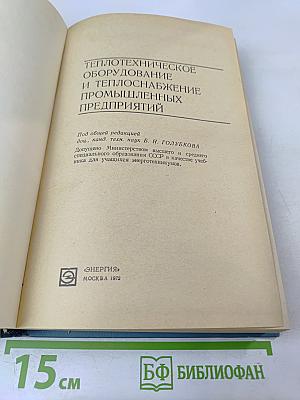 ТЕПЛОТЕХНИЧЕСКОЕ
ОБОРУДОВАНИЕ
И ТЕПЛОСНАБЖЕНИЕ
ПРОМЫШЛЕННЫХ
ПРЕДПРИЯТИЙ
Под общей редакцией
доц., канд. техн. наук Б. Н. ГОЛУБКОВА
Допущено Министерством высшего и среднего
специального образования СССР в качестве учеб-
ника для учащихся энерготехникумов.
«ЭНЕРГИЯ»
МОСКВА 1972
15 СМ
БФ БИБЛИОФАН